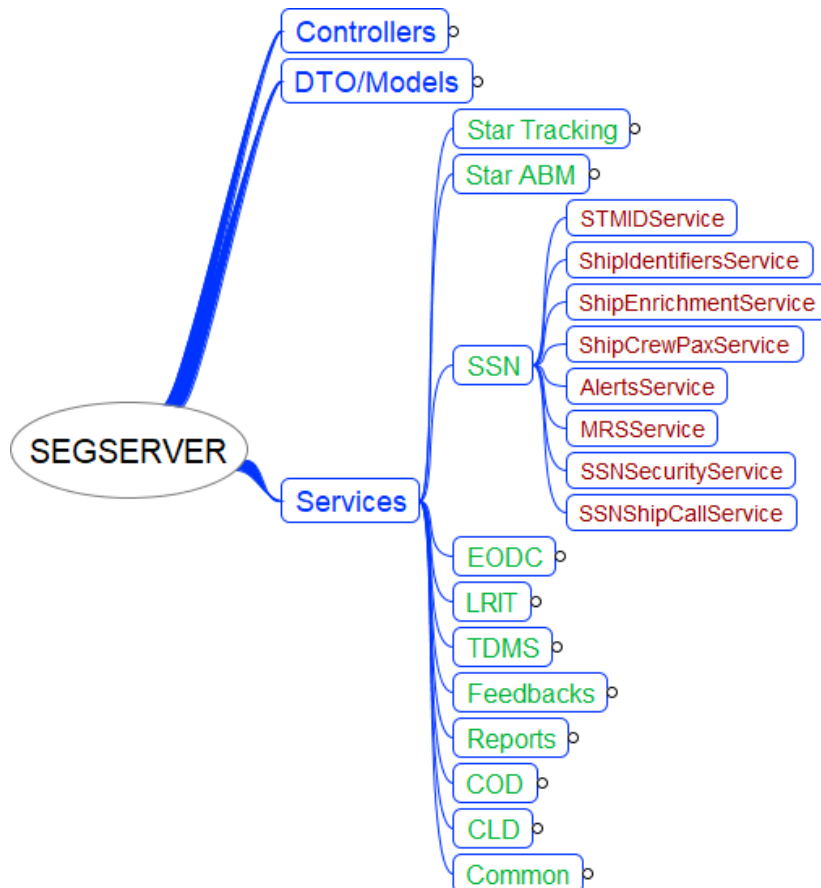 Controllers
DTO/Models
Star Tracking
Star ABM
STMIDService
ShipIdentifiersService
ShipEnrichmentService
SSN
ShipCrewPaxService
AlertsService
MRSService
SEGSERVER
SSNSecurityService
Services
SSNShipCallService
EODC
LRIT
TDMS
Feedbacks
Reports
COD
CLD
Common